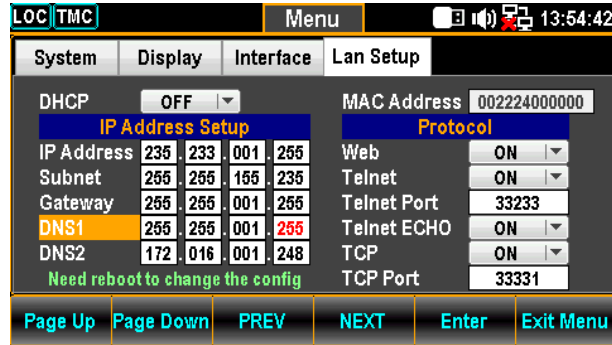 LOC TMC Menu 13:54:42
System Display Interface Lan Setup
DHCP OFF MAC Address 002224000000
IP Address Setup Protocol
IP Address 235 . 233 . 001 . 255 Web ON
Subnet 255 . 255 . 155 . 235 Telnet ON
Gateway 255 . 255 . 001 . 255 Telnet Port 33233
DNS1 255 . 255 . 001 . 255 Telnet ECHO ON
DNS2 172 . 016 . 001 . 248 TCP ON
Need reboot to change the config TCP Port 33331
Page Up Page Down PREV NEXT Enter Exit Menu